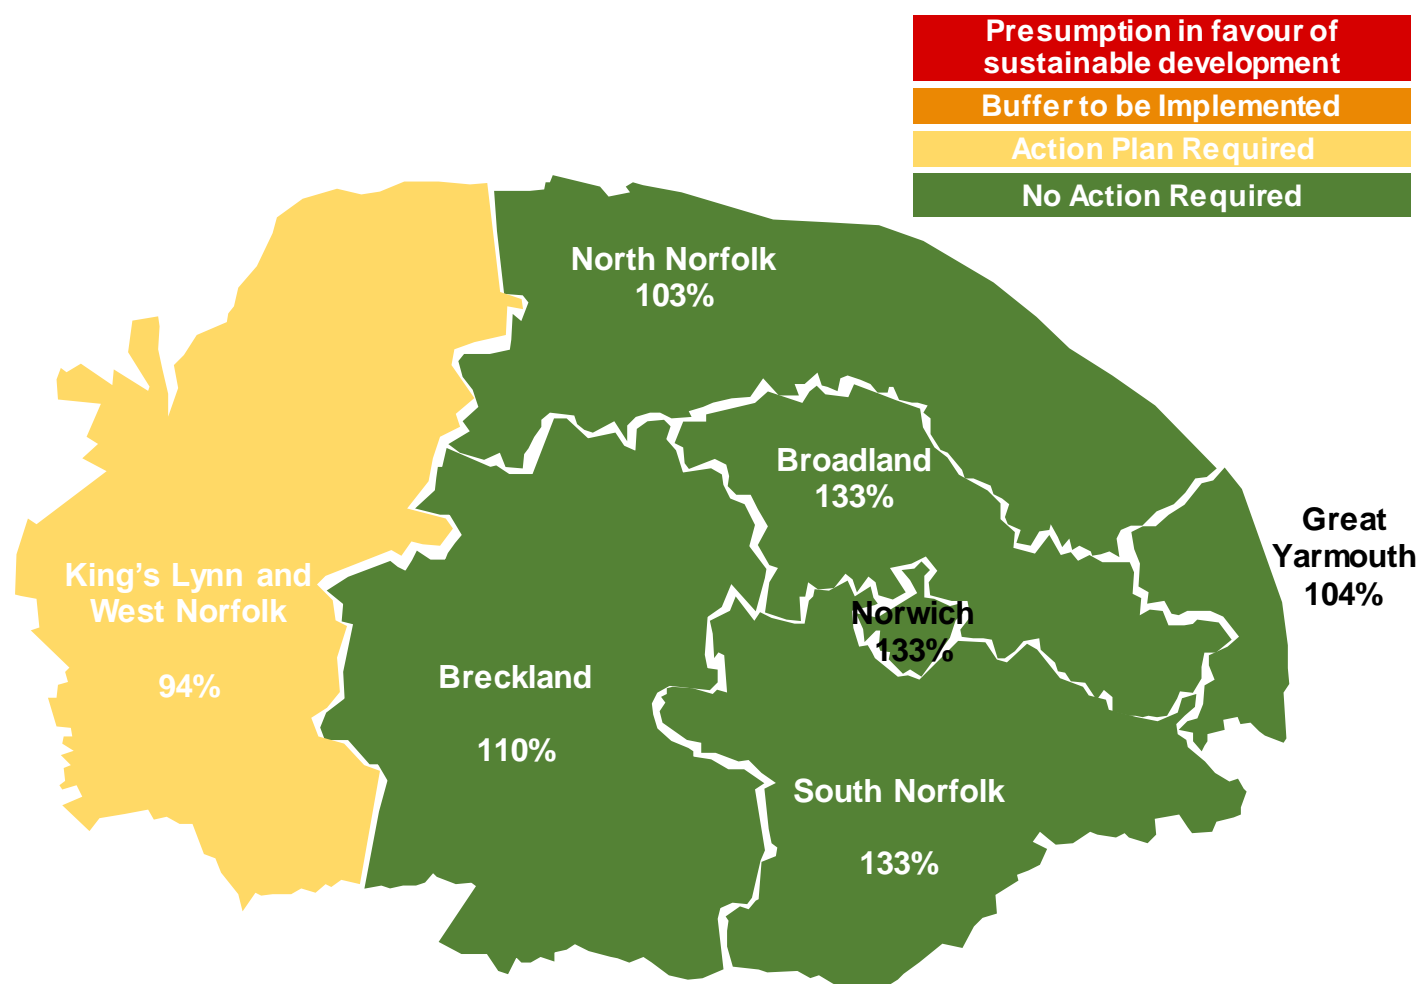 Presumption in favour of
sustainable development
Buffer to be Implemented
Action Plan Required
No Action Required
North Norfolk
103%
Broadland
133%
Great
Yarmouth
104%
King’s Lynn and
West Norfolk
94%
Norwich
133%
Breckland
110%
South Norfolk
133%